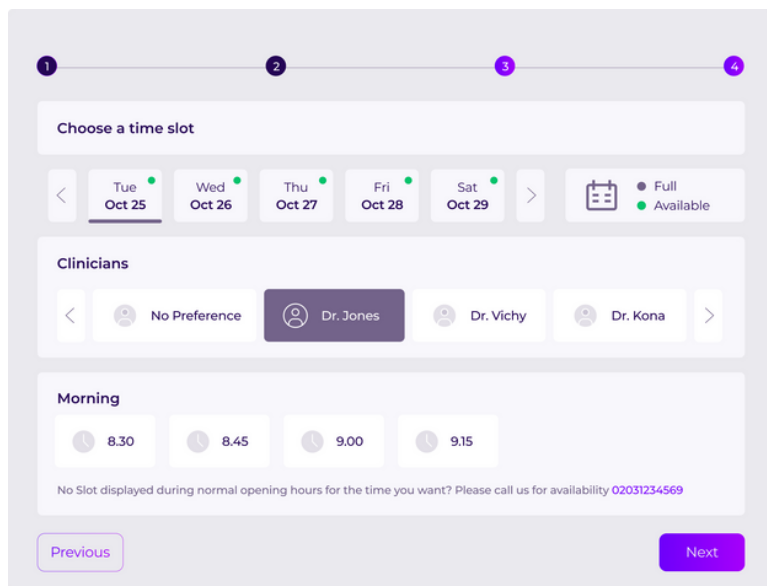 1 2 3 4
Choose a time slot
Tue Wed Thu Fri Sat Full
Oct 25 Oct 26 Oct 27 Oct 28 Oct 29 Available
Clinicians
No Preference Dr. Jones Dr. Vichy Dr. Kona
Morning
8.30 8.45 9.00 9.15
No Slot displayed during normal opening hours for the time you want? Please call us for availability 02031234569
Previous Next